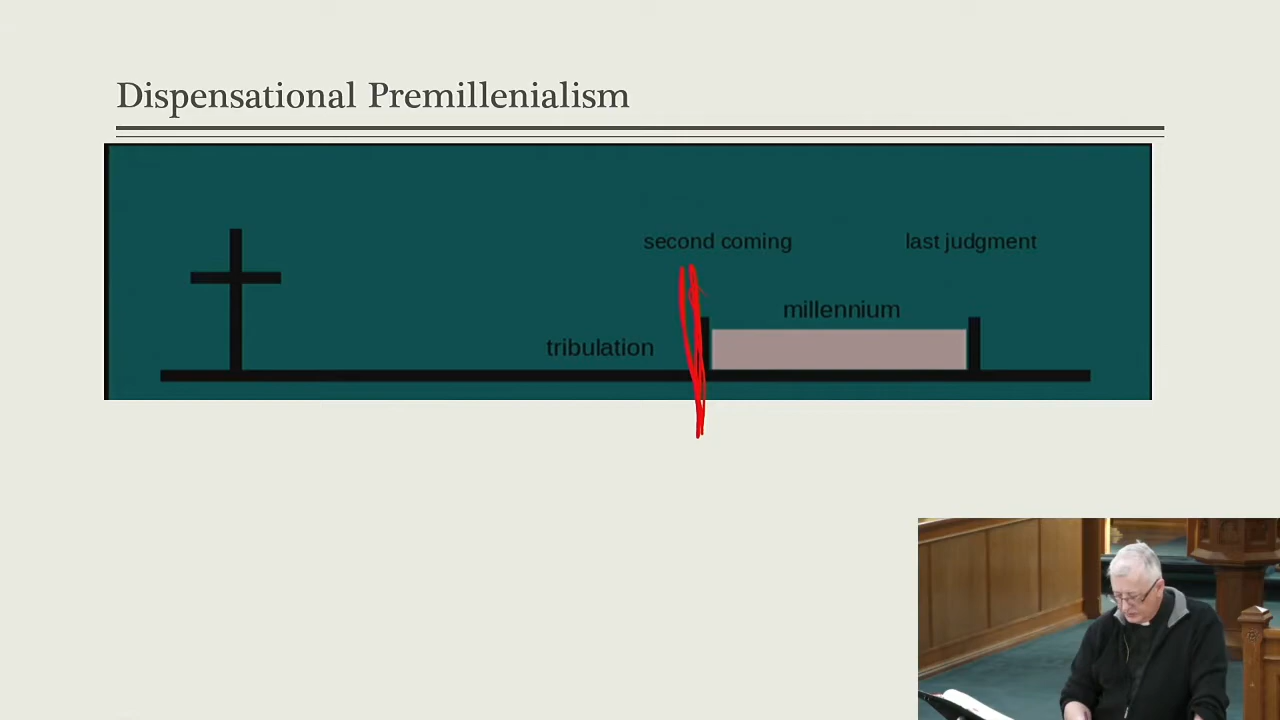 Dispensational Premillenialism
second coming
last judgment
millennium
tribulation